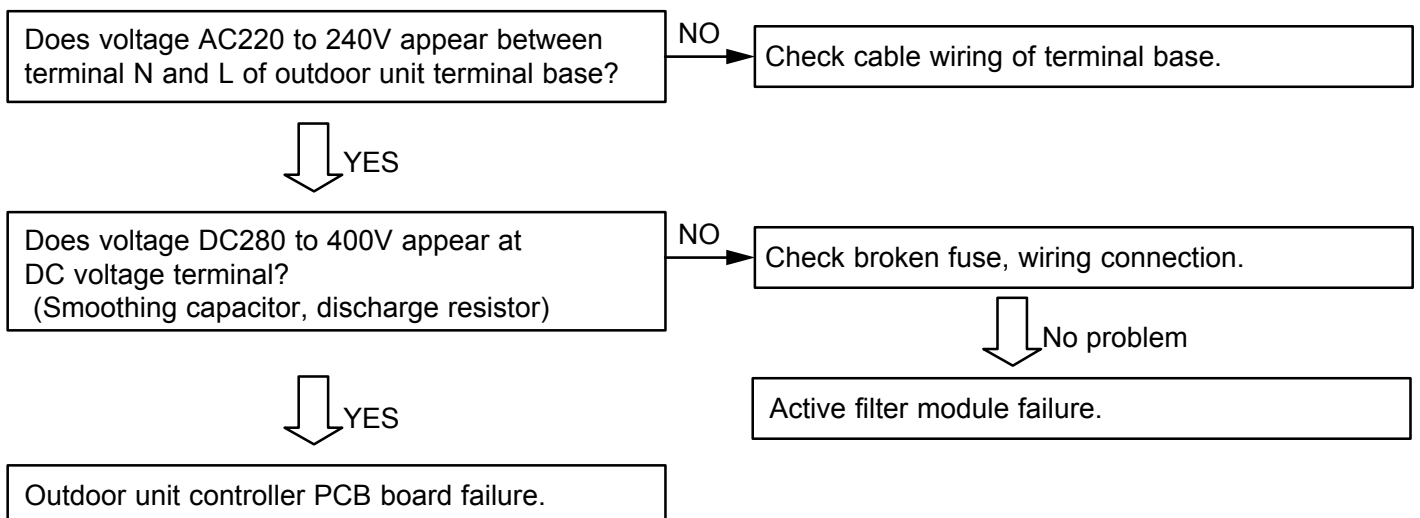 Does voltage AC220 to 240V appear between
terminal N and L of outdoor unit terminal base?
NO
Check cable wiring of terminal base.
YES
Does voltage DC280 to 400V appear at
DC voltage terminal?
(Smoothing capacitor, discharge resistor)
NO
Check broken fuse, wiring connection.
No problem
Active filter module failure.
YES
Outdoor unit controller PCB board failure.